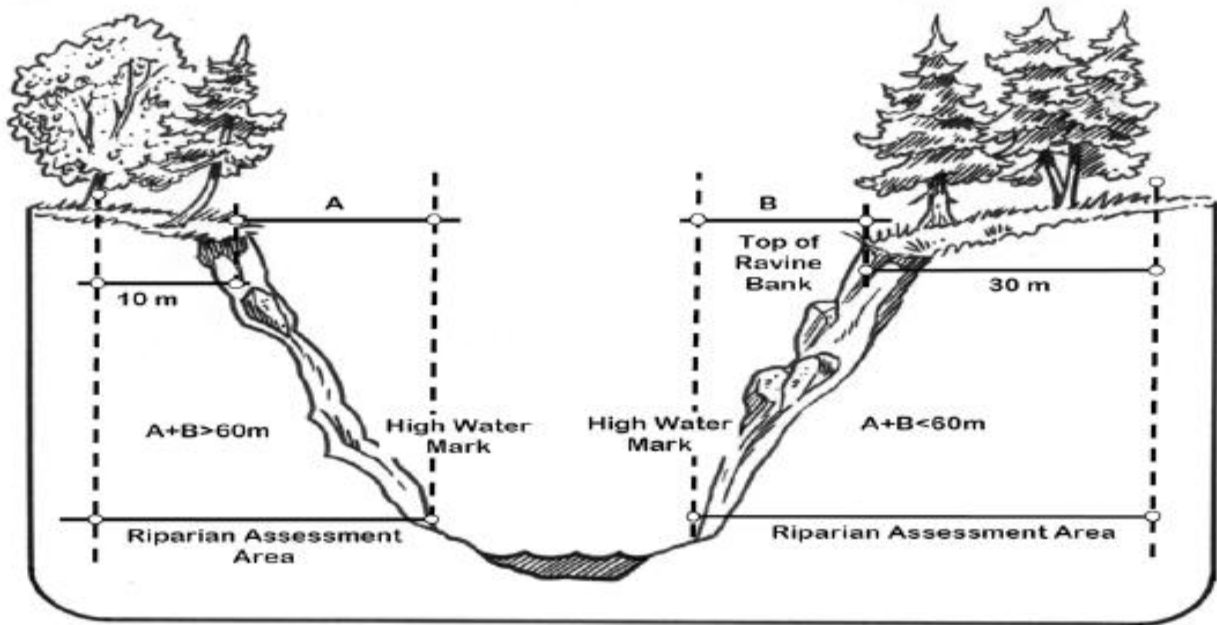 A
B
Top of
Ravine
Bank
10 m
30 m
High Water
Mark
High Water
Mark
A+B>60m
A+B<60m
Riparian Assessment
Area
Riparian Assessment Area